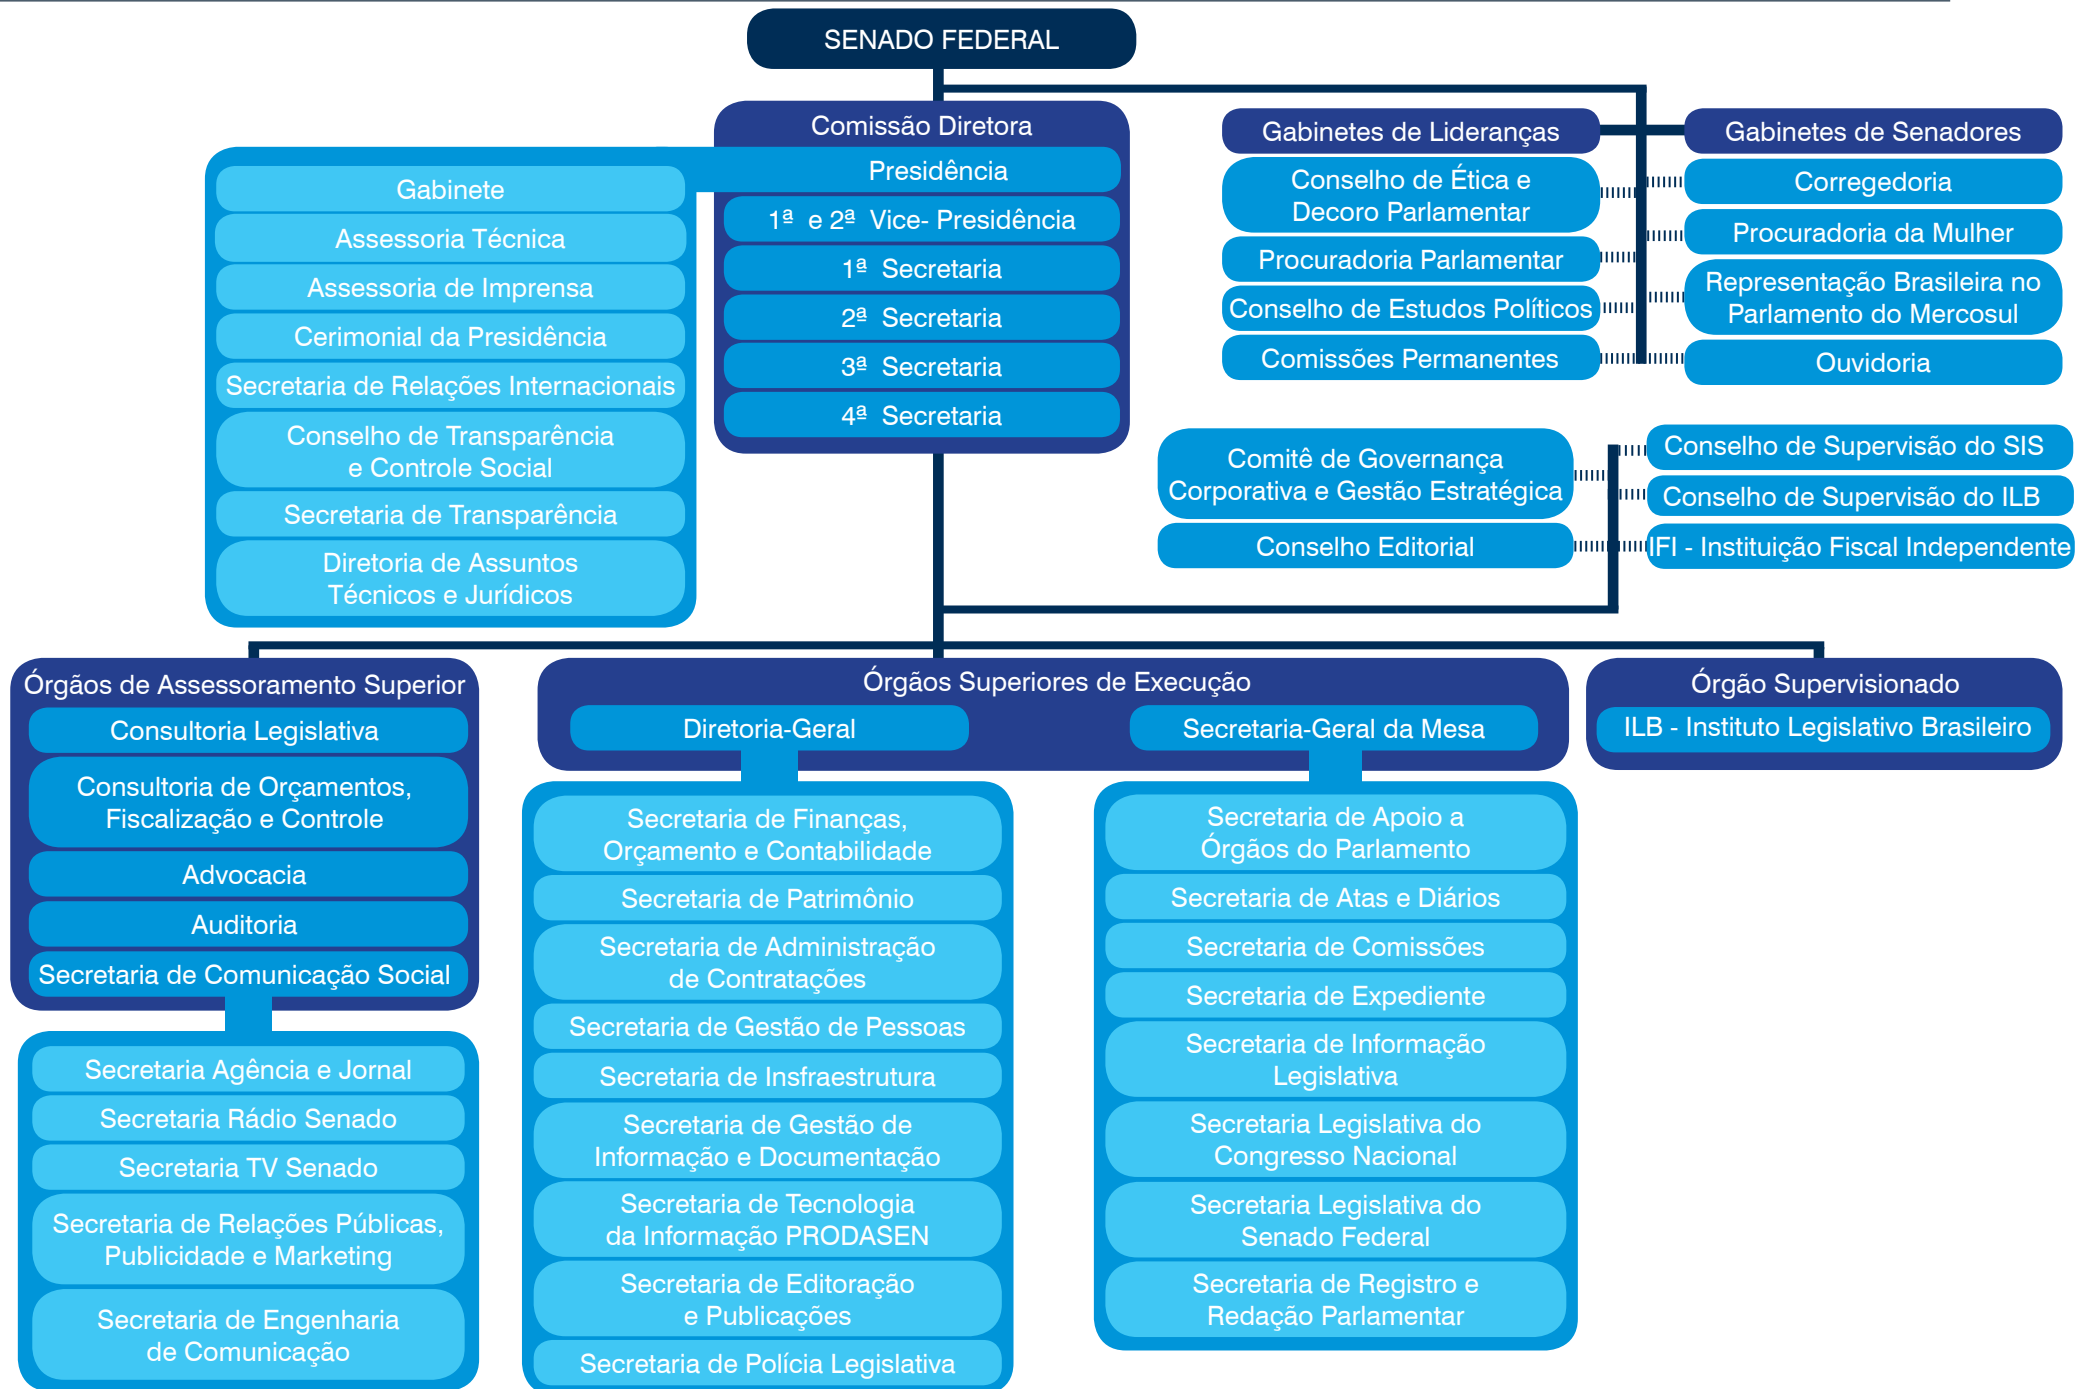 SENADO FEDERAL
Comissão Diretora
Presidência
1ª e 2ª Vice- Presidência
1ª Secretaria
2ª Secretaria
3ª Secretaria
4ª Secretaria
Gabinete
Assessoria Técnica
Assessoria de Imprensa
Cerimonial da Presidência
Secretaria de Relações Internacionais
Conselho de Transparência
e Controle Social
Secretaria de Transparência
Diretoria de Assuntos
Técnicos e Jurídicos
Gabinetes de Lideranças
Conselho de Ética e
Decoro Parlamentar
Procuradoria Parlamentar
Conselho de Estudos Políticos
Comissões Permanentes
Gabinetes de Senadores
Corregedoria
Procuradoria da Mulher
Representação Brasileira no
Parlamento do Mercosul
Ouvidoria
Comitê de Governança
Corporativa e Gestão Estratégica
Conselho Editorial
Conselho de Supervisão do SIS
Conselho de Supervisão do ILB
IFI - Instituição Fiscal Independente
Órgãos de Assessoramento Superior
Consultoria Legislativa
Consultoria de Orçamentos,
Fiscalização e Controle
Advocacia
Auditoria
Secretaria de Comunicação Social
Secretaria Agência e Jornal
Secretaria Rádio Senado
Secretaria TV Senado
Secretaria de Relações Públicas,
Publicidade e Marketing
Secretaria de Engenharia
de Comunicação
Órgãos Superiores de Execução
Diretoria-Geral
Secretaria de Finanças,
Orçamento e Contabilidade
Secretaria de Patrimônio
Secretaria de Administração
de Contratações
Secretaria de Gestão de Pessoas
Secretaria de Insfraestrutura
Secretaria de Gestão de
Informação e Documentação
Secretaria de Tecnologia
da Informação PRODASEN
Secretaria de Editoração
e Publicações
Secretaria de Polícia Legislativa
Secretaria-Geral da Mesa
Secretaria de Apoio a
Órgãos do Parlamento
Secretaria de Atas e Diários
Secretaria de Comissões
Secretaria de Expediente
Secretaria de Informação
Legislativa
Secretaria Legislativa do
Congresso Nacional
Secretaria Legislativa do
Senado Federal
Secretaria de Registro e
Redação Parlamentar
Órgão Supervisionado
ILB - Instituto Legislativo Brasileiro